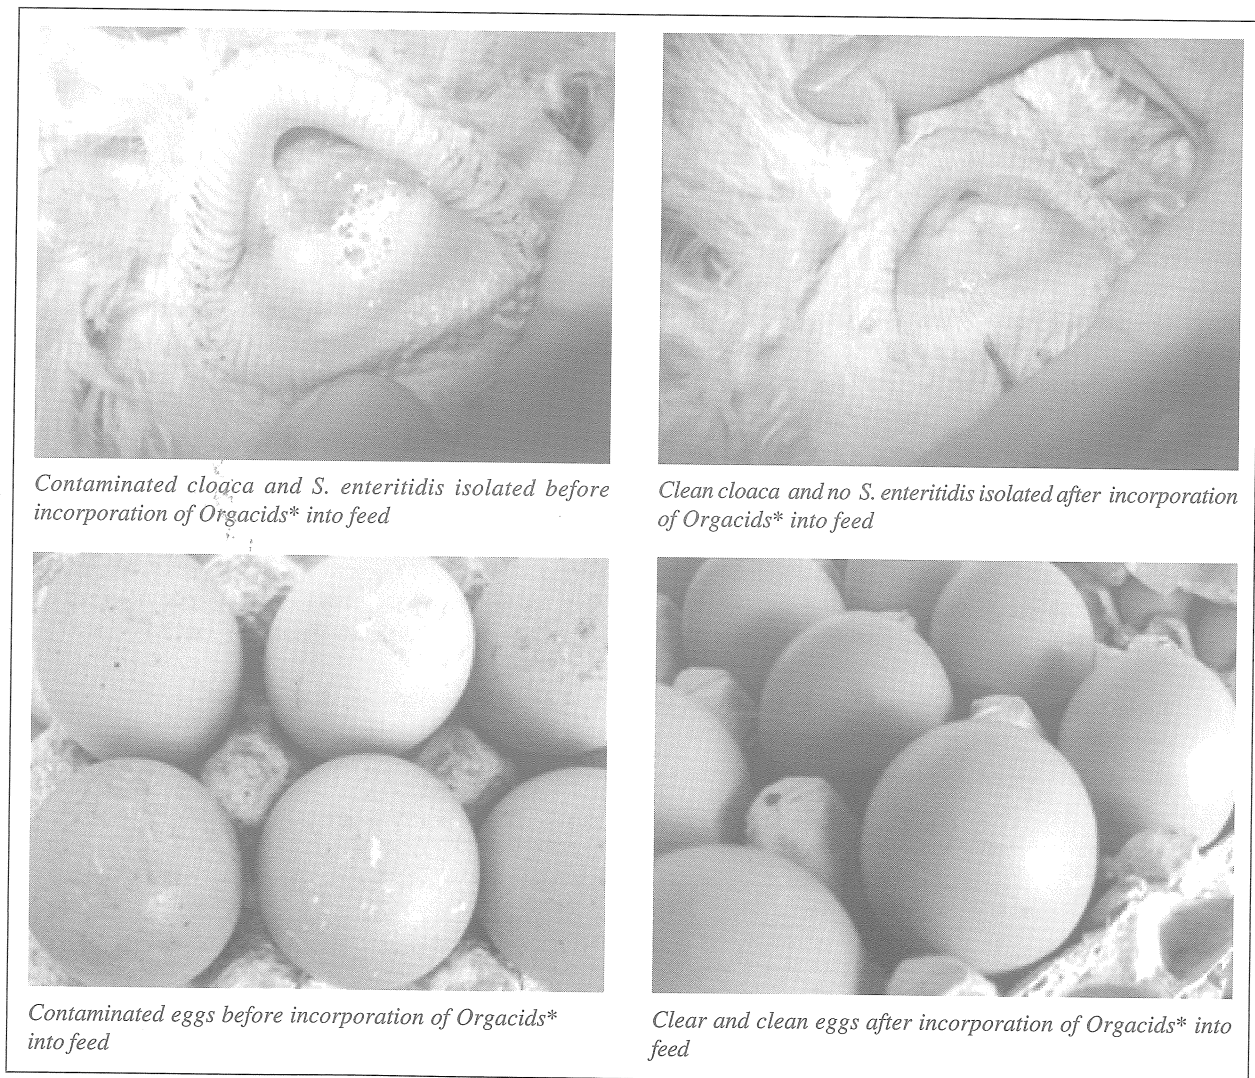 Contaminated cloaca and S. enteritidis isolated before
incorporation of Orgacids* into feed
Clean cloaca and no S. enteritidis isolated after incorporation
of Orgacids* into feed
Contaminated eggs before incorporation of Orgacids*
into feed
Clear and clean eggs after incorporation of Orgacids* into
feed